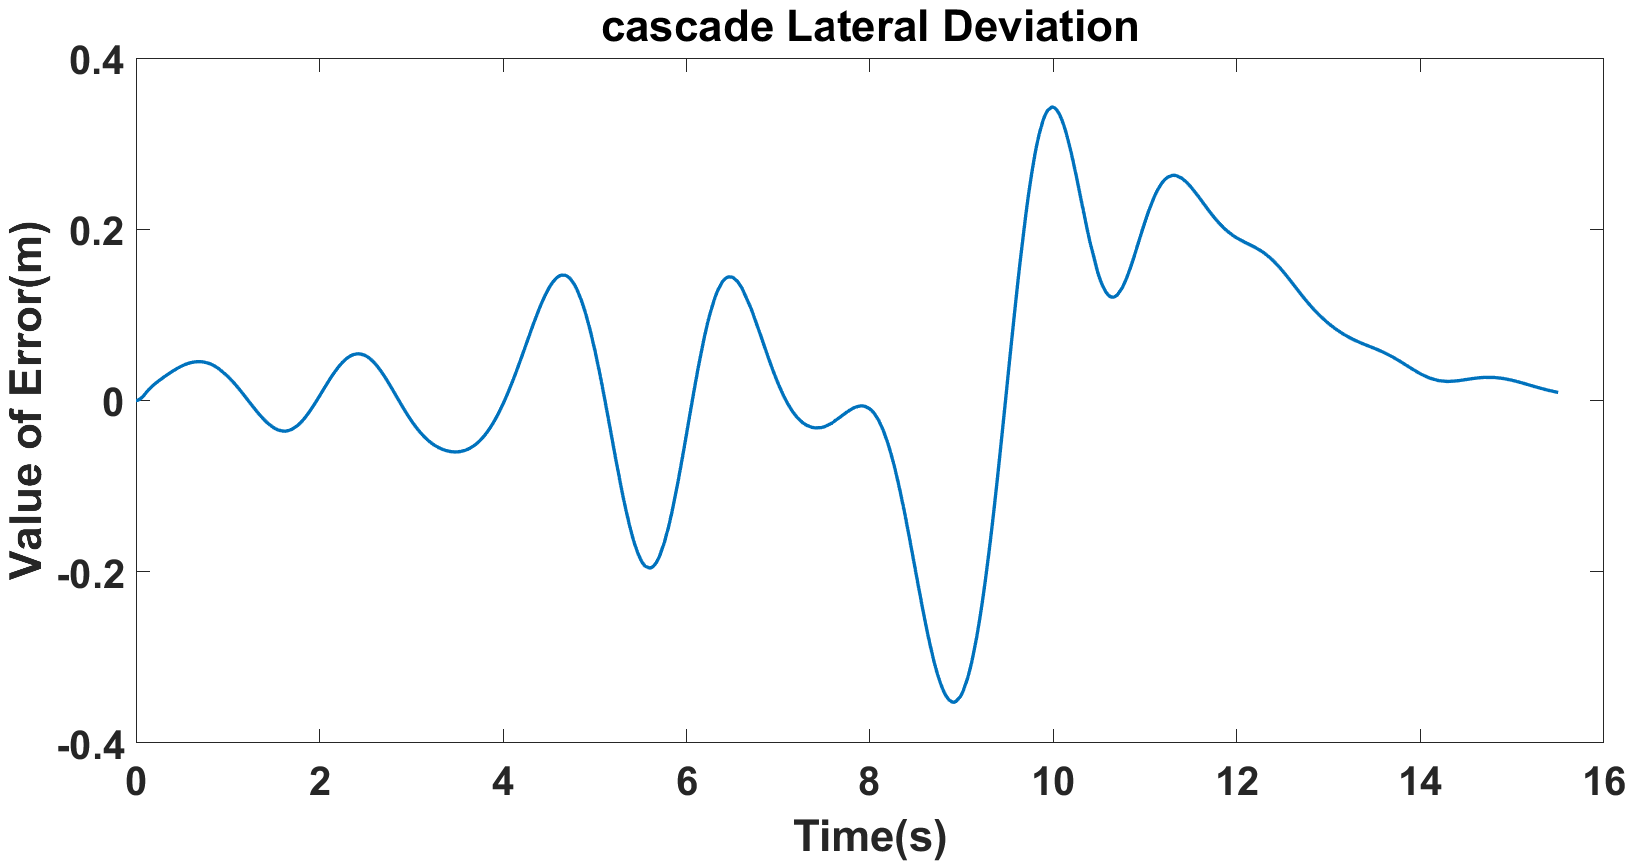 cascade Lateral Deviation
Value of Error(m)
0.4
0.2
0
-0.2
-0.4
0 2 4 6 8 10 12 14 16
Time(s)